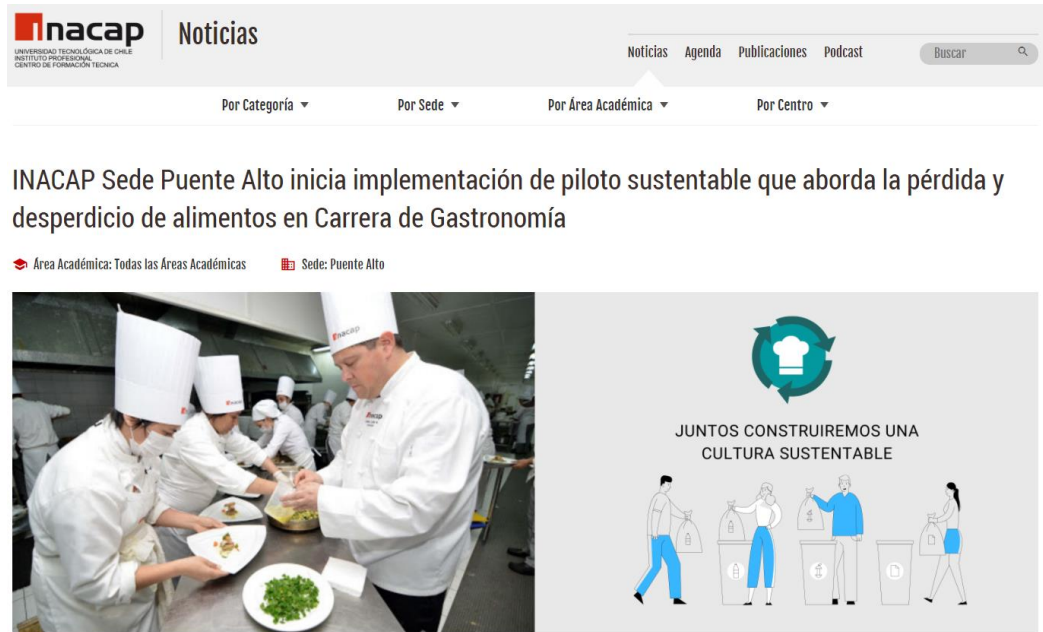 inacap
UNIVERSIDAD TECNOLÓGICA DE CHILE
INSTITUTO PROFESIONAL
CENTRO DE FORMACIÓN TECNICA
Noticias
Noticias Agenda Publicaciones Podcast Buscar
Por Categoría Por Sede Por Área Académica Por Centro
INACAP Sede Puente Alto inicia implementación de piloto sustentable que aborda la pérdida y
desperdicio de alimentos en Carrera de Gastronomía
Área Académica: Todas las Áreas Académicas Sede: Puente Alto
inacap
inacap
JUNTOS CONSTRUIREMOS UNA
CULTURA SUSTENTABLE